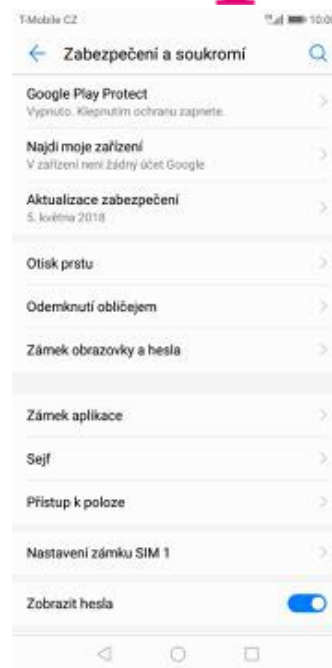 T-Mobile CZ
10:00
Zabezpečení a soukromí
Google Play Protect
Vypnuto. Klepnutím ochranu zapnete.
Najdi moje zařízení
V zařízení není žádný účet Google
Aktualizace zabezpečení
5. května 2018
Otisk prstu
Odemknutí obličejem
Zámek obrazovky a hesla
Zámek aplikace
Sejf
Přístup k poloze
Nastavení zámku SIM 1
Zobrazit hesla